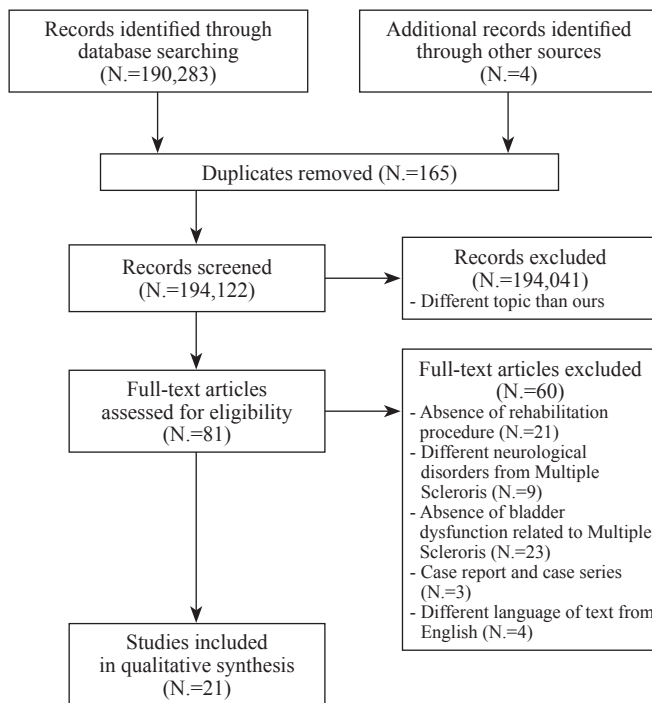 Records identified through
database searching
(N.=190,283)
Additional records identified
through other sources
(N.=4)
Duplicates removed (N.=165)
Records screened
(N.=194,122)
Records excluded
(N.=194,041)
- Different topic than ours
Full-text articles
assessed for eligibility
(N.=81)
Full-text articles excluded
(N.=60)
- Absence of rehabilitation
procedure (N.=21)
- Different neurological
disorders from Multiple
Scleroris (N.=9)
- Absence of bladder
dysfunction related to Multiple
Scleroris (N.=23)
- Case report and case series
(N.=3)
- Different language of text from
English (N.=4)
Studies included
in qualitative synthesis
(N.=21)